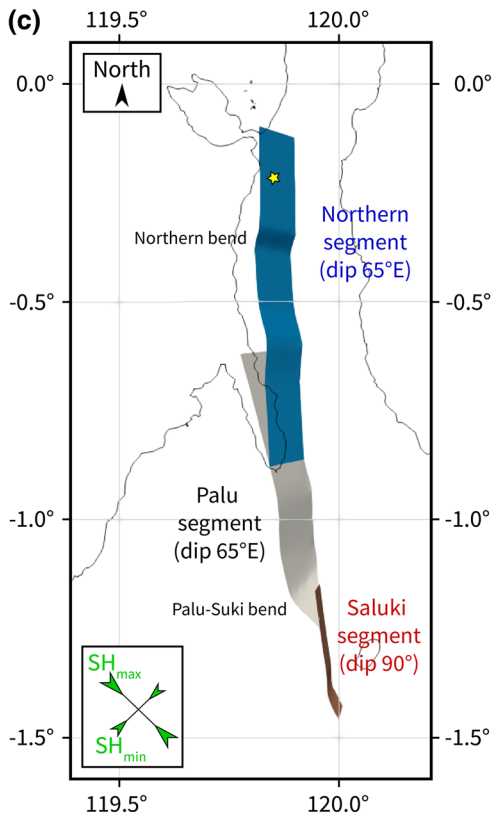 (c)
119.5°
120.0°
North
0.0°
0.0°
Northern
segment
(dip 65°E)
Northern bend
-0.5°
-0.5°
Palu
segment
(dip 65°E)
-1.0°
-1.0°
Palu-Suki bend
Saluki
segment
(dip 90°)
SHmax
SHmin
-1.5°
-1.5°
119.5°
120.0°